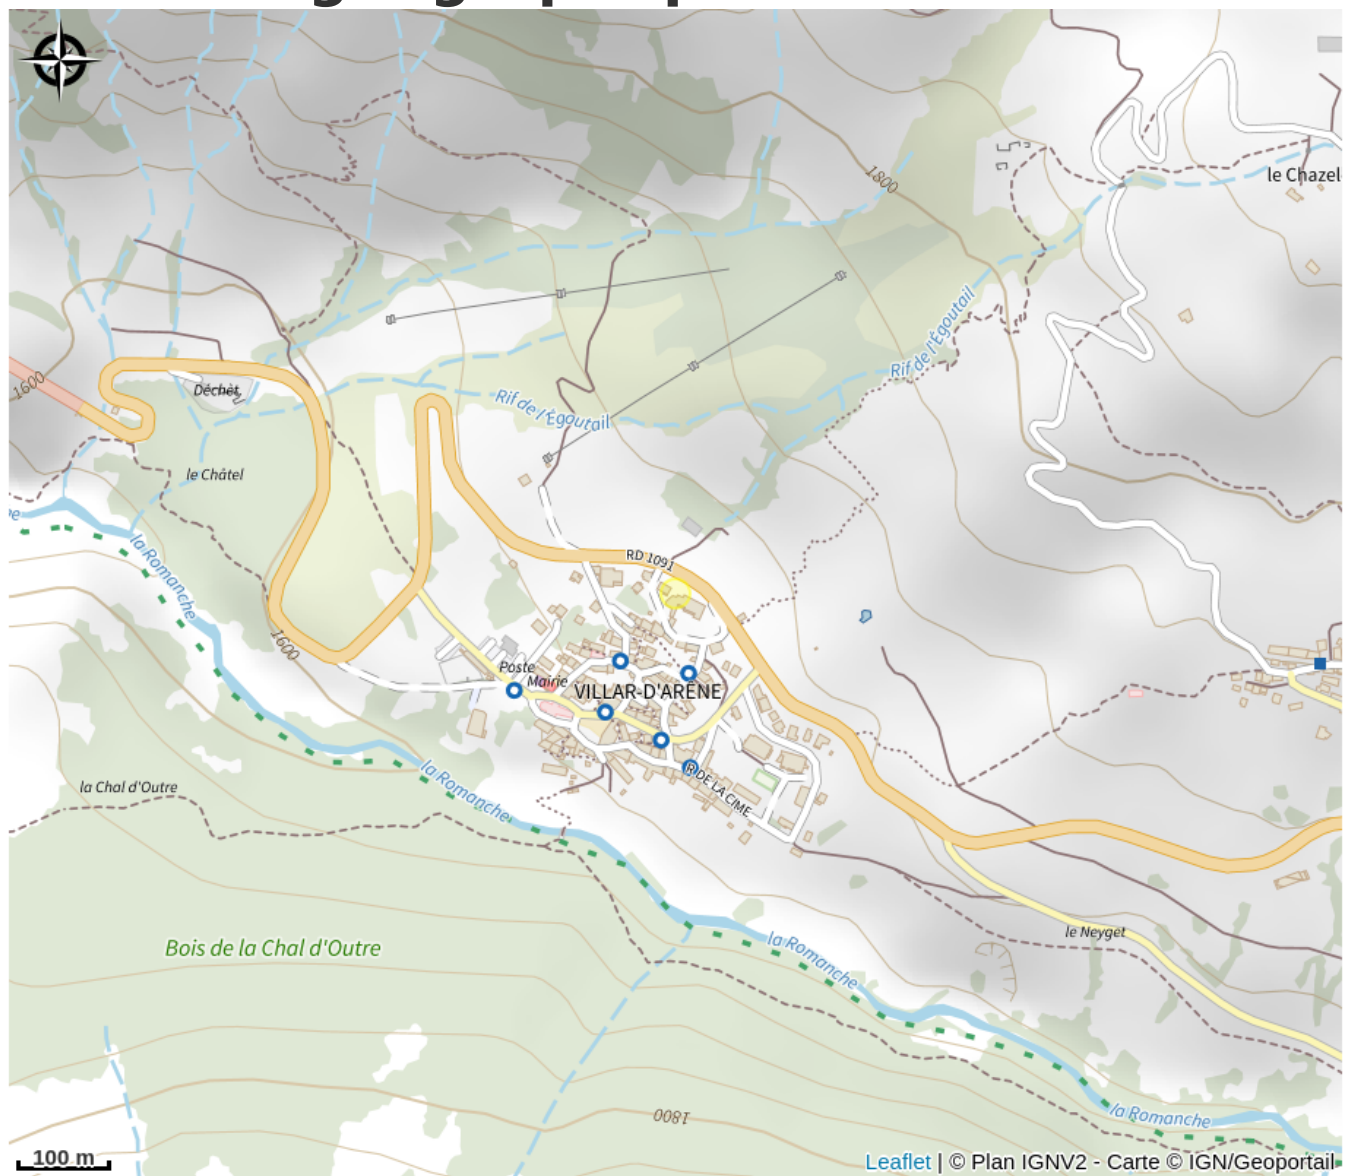 1800
le Chazel
Rif de l'Égoutail
1600
Déchèt.
Rif de l'Égoutail
le Châtel
la Romanche
RD 1091
1600
Poste
Mairie
VILLAR-D'ARÊNE
la Romanche
R DE LA CIME
la Chal d'Outre
Bois de la Chal d'Outre
la Romanche
le Neyget
la Romanche
1800
100 m
Leaflet | © Plan IGNV2 - Carte © IGN/Geoportail